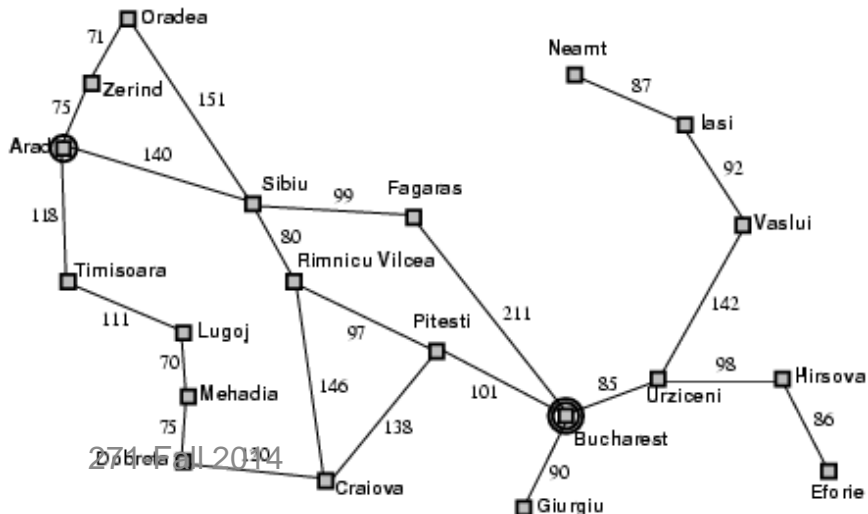 Oradea
71
Neamt
Zerind
87
75
151
Iasi
Arad
140
92
Sibiu
99
Fagaras
118
80
Vaslui
Timisoara
Rimnicu Vilcea
111
142
Lugoj
97
Pitesti
211
70
98
Hirsova
Mehadia
146
101
85
Urziceni
75
138
86
Bucharest
271-Fall 2014
Dobreta
90
Craiova
Eforie
Giurgiu